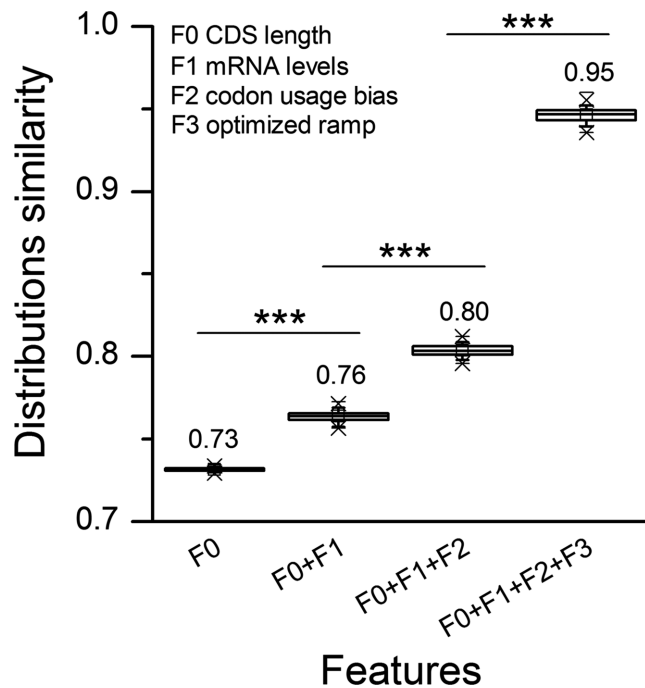 F0 CDS length
F1 mRNA levels
F2 codon usage bias
F3 optimized ramp
***
0.95
***
0.80
***
0.76
0.73
1.0
0.9
0.8
0.7
Distributions similarity
F0
F0+F1
F0+F1+F2
F0+F1+F2+F3
Features